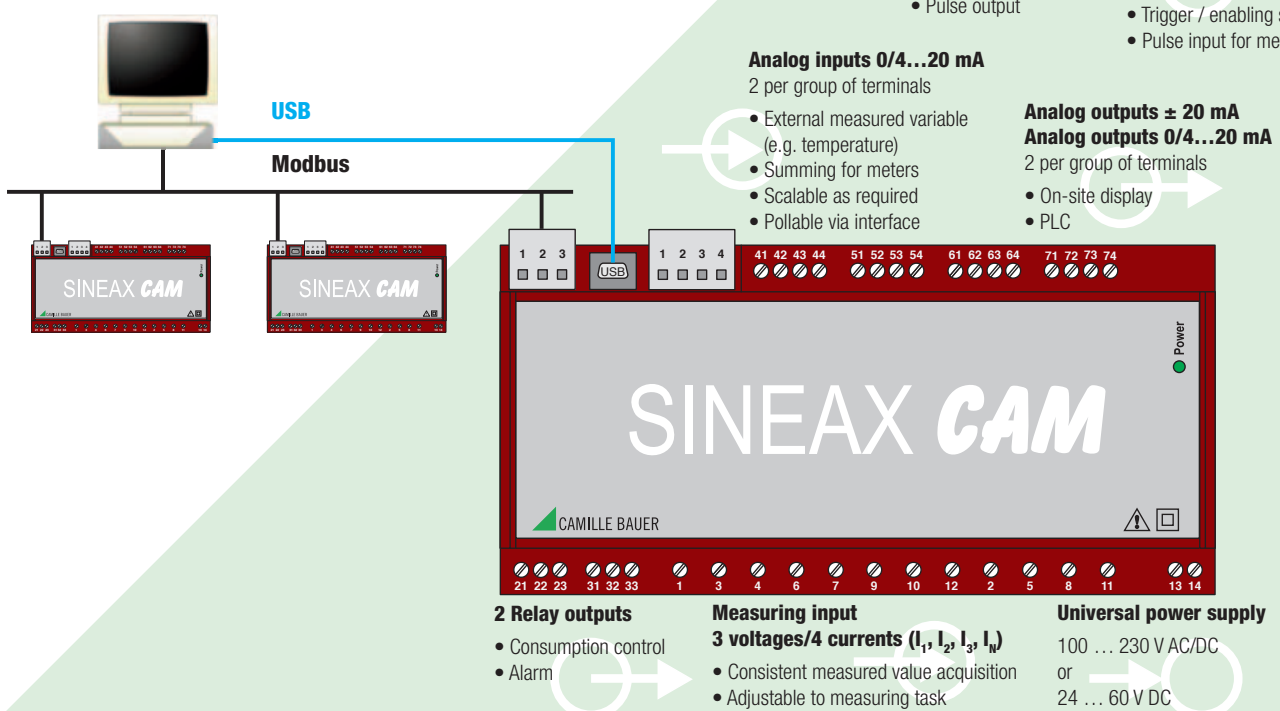 • Pulse output
• Trigger / enabling
• Pulse input for
Analog inputs 0/4…20 mA
2 per group of terminals
• External measured variable
(e.g. temperature)
• Summing for meters
• Scalable as required
• Pollable via interface
Analog outputs ± 20 mA
Analog outputs 0/4…20 mA
2 per group of terminals
• On-site display
• PLC
USB
Modbus
SINEAX CAM
CAMILLE BAUER
SINEAX CAM
CAMILLE BAUER
1 2 3
USB
1 2 3 4
41 42 43 44
51 52 53 54
61 62 63 64
71 72 73 74
Power
SINEAX CAM
CAMILLE BAUER
21 22 23
31 32 33
1 3 4 6 7 9 10 12 2 5 8 11
13 14
2 Relay outputs
• Consumption control
• Alarm
Measuring input
3 voltages/4 currents (I₁, I₂, I₃, I_N)
• Consistent measured value acquisition
• Adjustable to measuring task
Universal power supply
100 … 230 V AC/DC
or
24 … 60 V DC